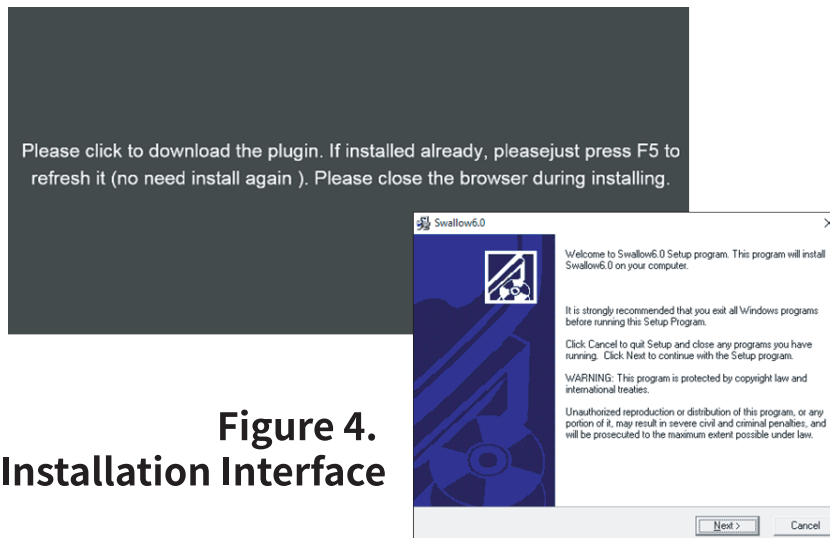 Please click to download the plugin. If installed already, pleasejust press F5 to
refresh it (no need install again ). Please close the browser during installing.
Swallow6.0
Welcome to Swallow6.0 Setup program. This program will install
Swallow6.0 on your computer.
It is strongly recommended that you exit all Windows programs
before running this Setup Program.
Click Cancel to quit Setup and close any programs you have
running. Click Next to continue with the Setup program.
WARNING: This program is protected by copyright law and
international treaties.
Unauthorized reproduction or distribution of this program, or any
portion of it, may result in severe civil and criminal penalties, and
will be prosecuted to the maximum extent possible under law.
Next >
Cancel
Figure 4.
Installation Interface